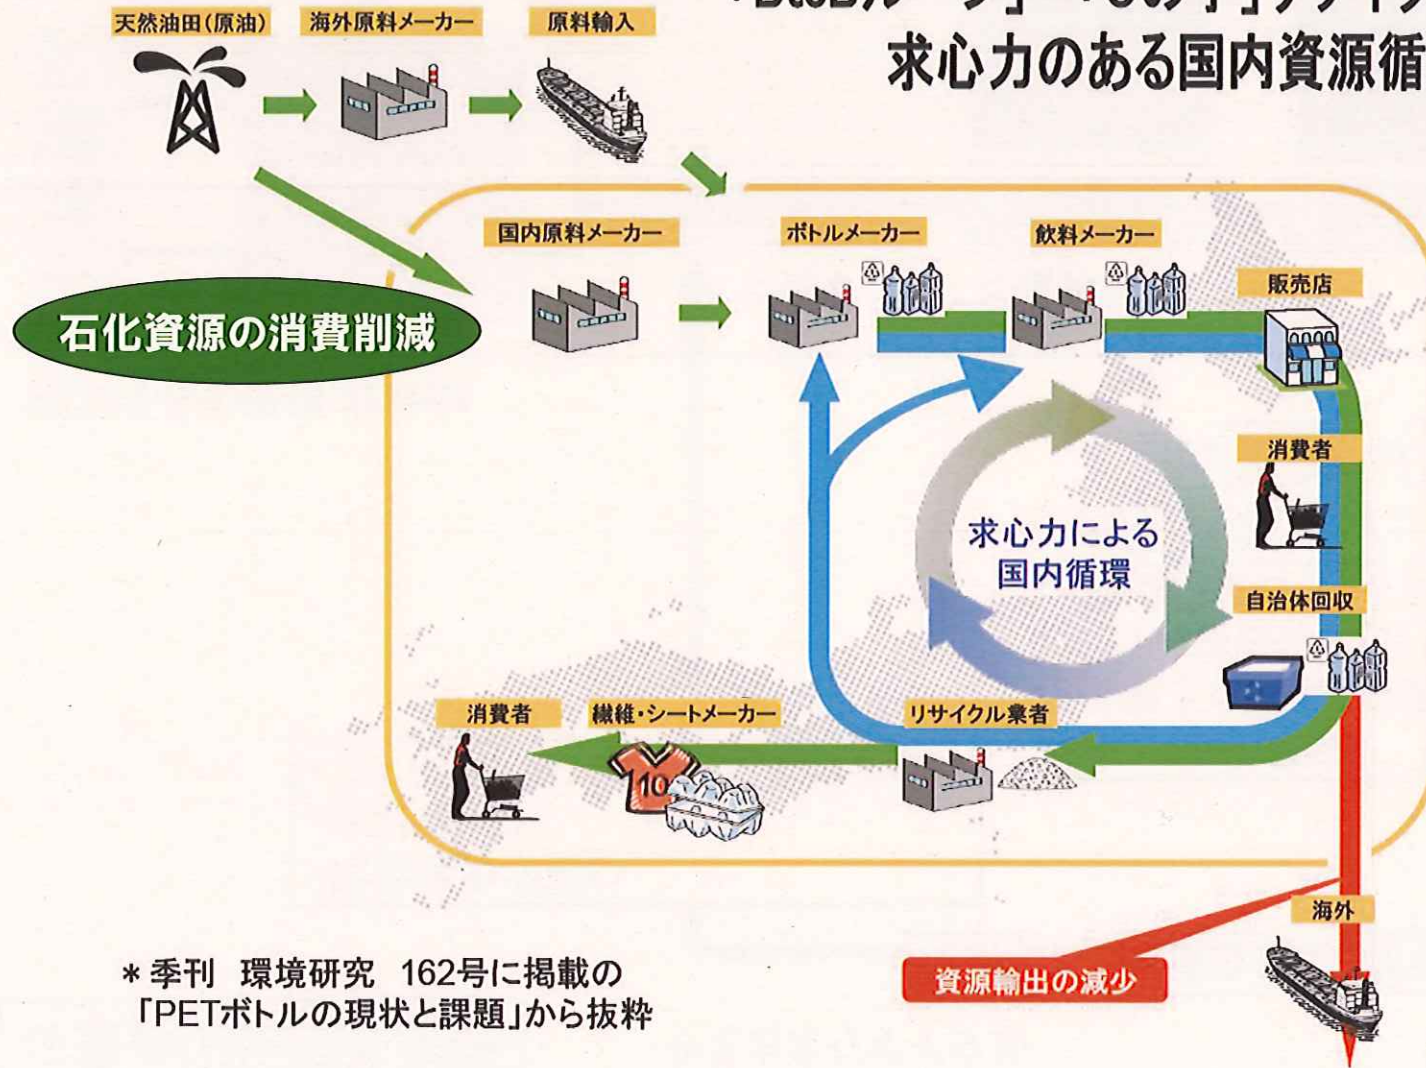 求心力のある国内資源循
天然油田(原油)
海外原料メーカー
原料輸入
国内原料メーカー
ボトルメーカー
飲料メーカー
販売店
石化資源の消費削減
消費者
求心力による
国内循環
自治体回収
消費者
繊維・シートメーカー
リサイクル業者
10
海外
資源輸出の減少
*季刊 環境研究 162号に掲載の
「PETボトルの現状と課題」から抜粋